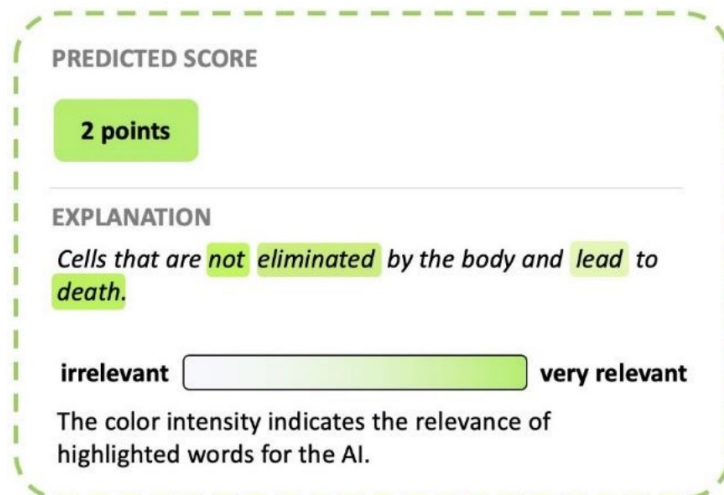 PREDICTED SCORE
2 points
EXPLANATION
Cells that are not eliminated by the body and lead to
death.
irrelevant very relevant
The color intensity indicates the relevance of
highlighted words for the AI.